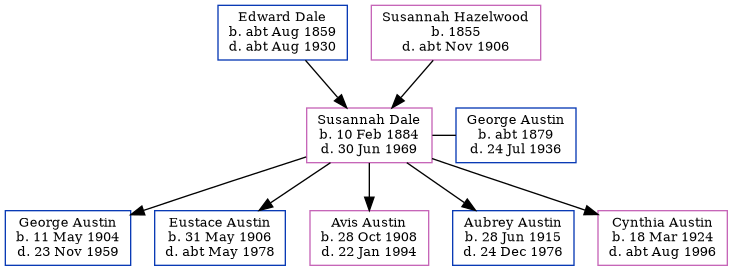 Edward Dale
b. abt Aug 1859
d. abt Aug 1930
Susannah Hazelwood
b. 1855
d. abt Nov 1906
Susannah Dale
b. 10 Feb 1884
d. 30 Jun 1969
George Austin
b. abt 1879
d. 24 Jul 1936
George Austin
b. 11 May 1904
d. 23 Nov 1959
Eustace Austin
b. 31 May 1906
d. abt May 1978
Avis Austin
b. 28 Oct 1908
d. 22 Jan 1994
Aubrey Austin
b. 28 Jun 1915
d. 24 Dec 1976
Cynthia Austin
b. 18 Mar 1924
d. abt Aug 1996